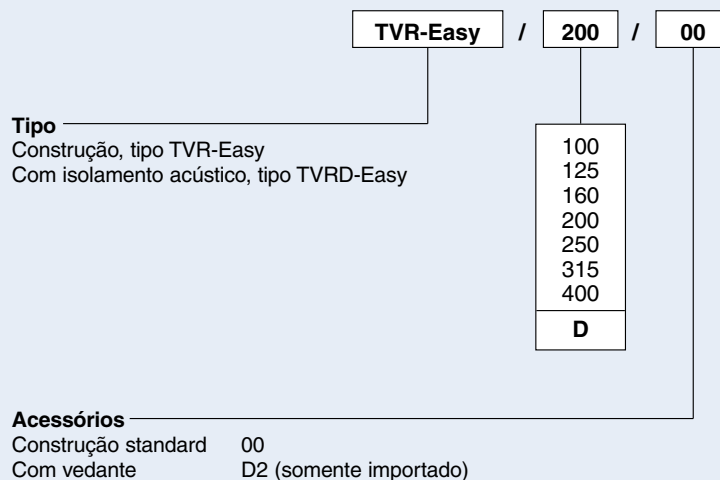 TVR-Easy / 200 / 00
Tipo
Construção, tipo TVR-Easy
Com isolamento acústico, tipo TVRD-Easy
100
125
160
200
250
315
400
D
Acessórios
Construção standard 00
Com vedante D2 (somente importado)